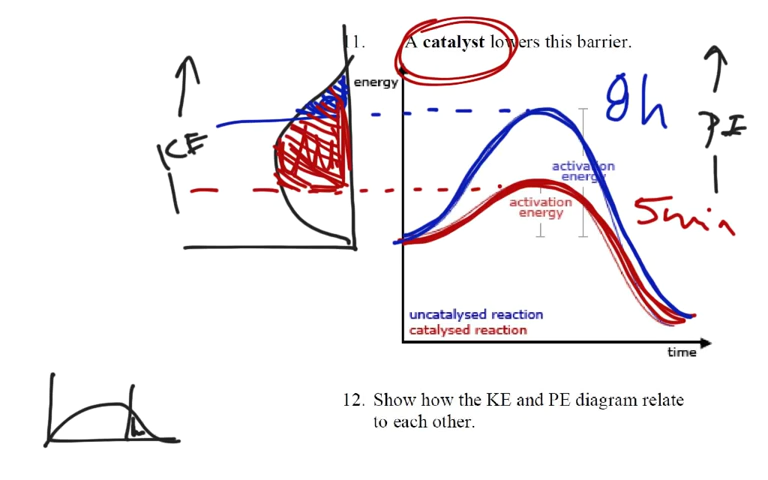 11. A catalyst lowers this barrier.
energy
KE
8h
PE
activation
energy
activation
energy
5min
uncatalysed reaction
catalysed reaction
time
12. Show how the KE and PE diagram relate
to each other.